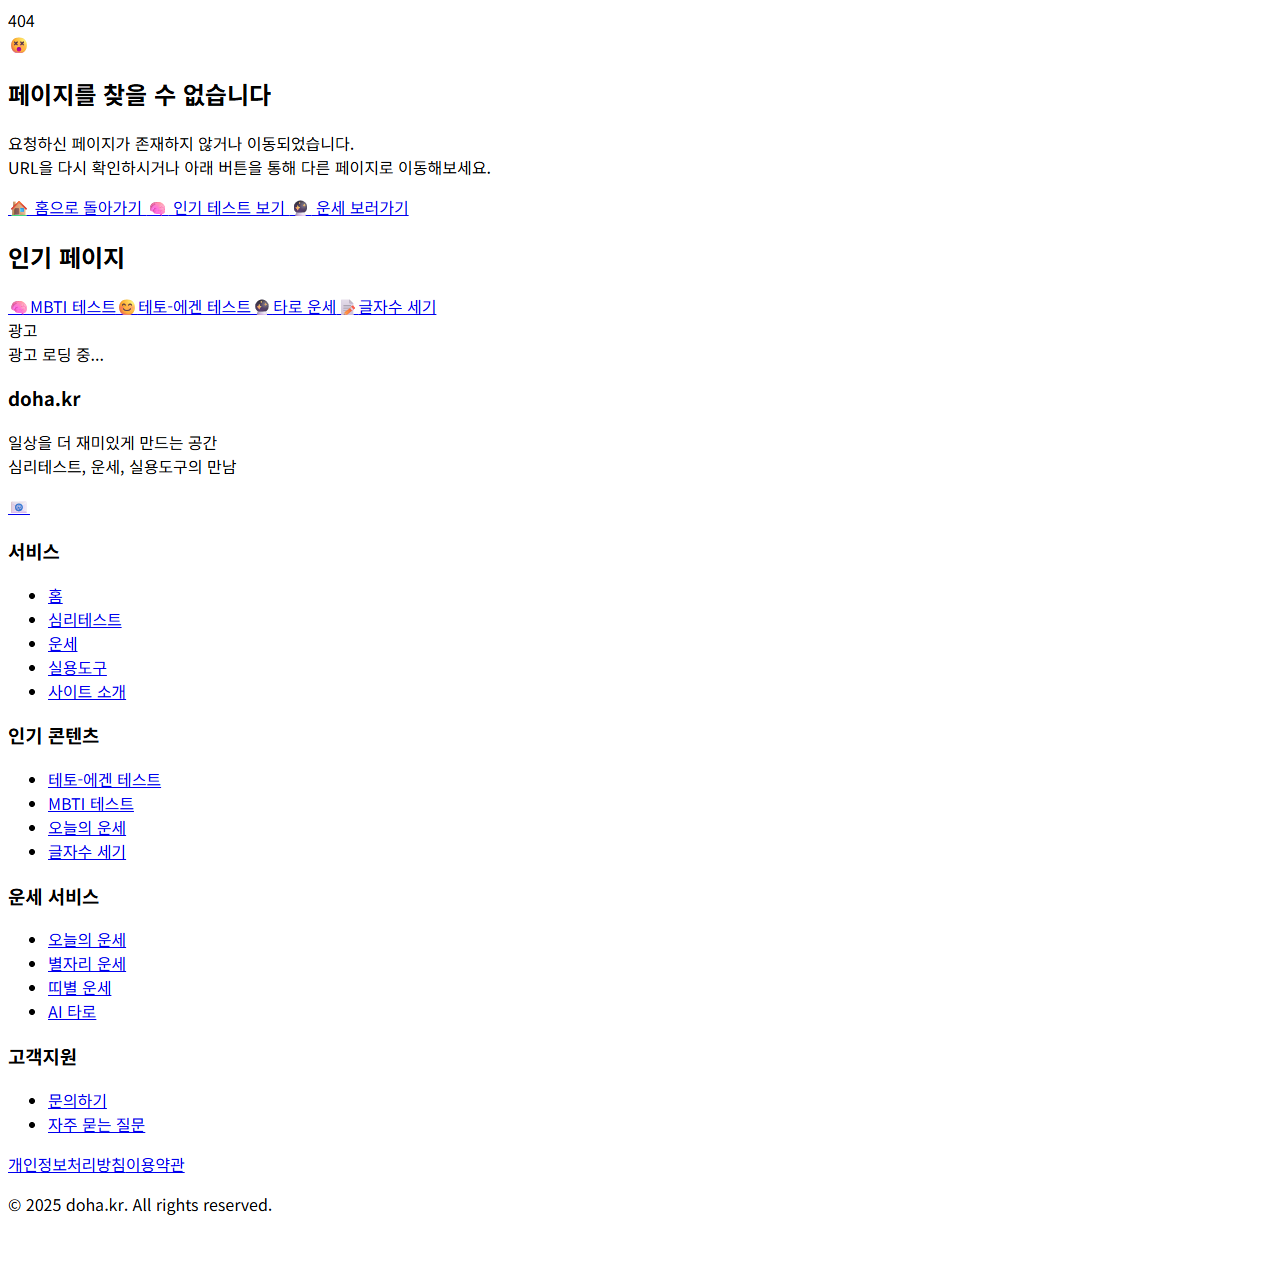 404
😵
페이지를 찾을 수 없습니다
요청하신 페이지가 존재하지 않거나 이동되었습니다.
URL을 다시 확인하시거나 아래 버튼을 통해 다른 페이지로 이동해보세요.
🏠 홈으로 돌아가기 🧠 인기 테스트 보기 🔮 운세 보러가기
인기 페이지
🧠MBTI 테스트😊테토-에겐 테스트🔮타로 운세📝글자수 세기
광고
광고 로딩 중...
doha.kr
일상을 더 재미있게 만드는 공간
심리테스트, 운세, 실용도구의 만남
📧
서비스
• 홈
• 심리테스트
• 운세
• 실용도구
• 사이트 소개
인기 콘텐츠
• 테토-에겐 테스트
• MBTI 테스트
• 오늘의 운세
• 글자수 세기
운세 서비스
• 오늘의 운세
• 별자리 운세
• 띠별 운세
• AI 타로
고객지원
• 문의하기
• 자주 묻는 질문
개인정보처리방침이용약관
© 2025 doha.kr. All rights reserved.